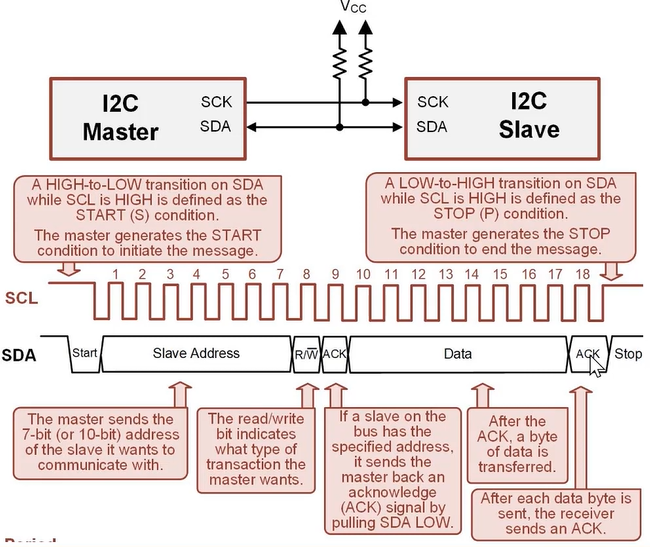 VCC
I2C
Master
SCK
SDA
SCK
SDA
I2C
Slave
A HIGH-to-LOW transition on SDA
while SCL is HIGH is defined as the
START (S) condition.
The master generates the START
condition to initiate the message.
A LOW-to-HIGH transition on SDA
while SCL is HIGH is defined as the
STOP (P) condition.
The master generates the STOP
condition to end the message.
1 2 3 4 5 6 7 8 9 10 11 12 13 14 15 16 17 18
SCL
SDA
Start
Slave Address
R/W̅
ACK
Data
ACK
Stop
The master sends the
7-bit (or 10-bit) address
of the slave it wants to
communicate with.
The read/write
bit indicates
what type of
transaction the
master wants.
If a slave on the
bus has the
specified address,
it sends the
master back an
acknowledge
(ACK) signal by
pulling SDA LOW.
After the
ACK, a byte
of data is
transferred.
After each data byte is
sent, the receiver
sends an ACK.